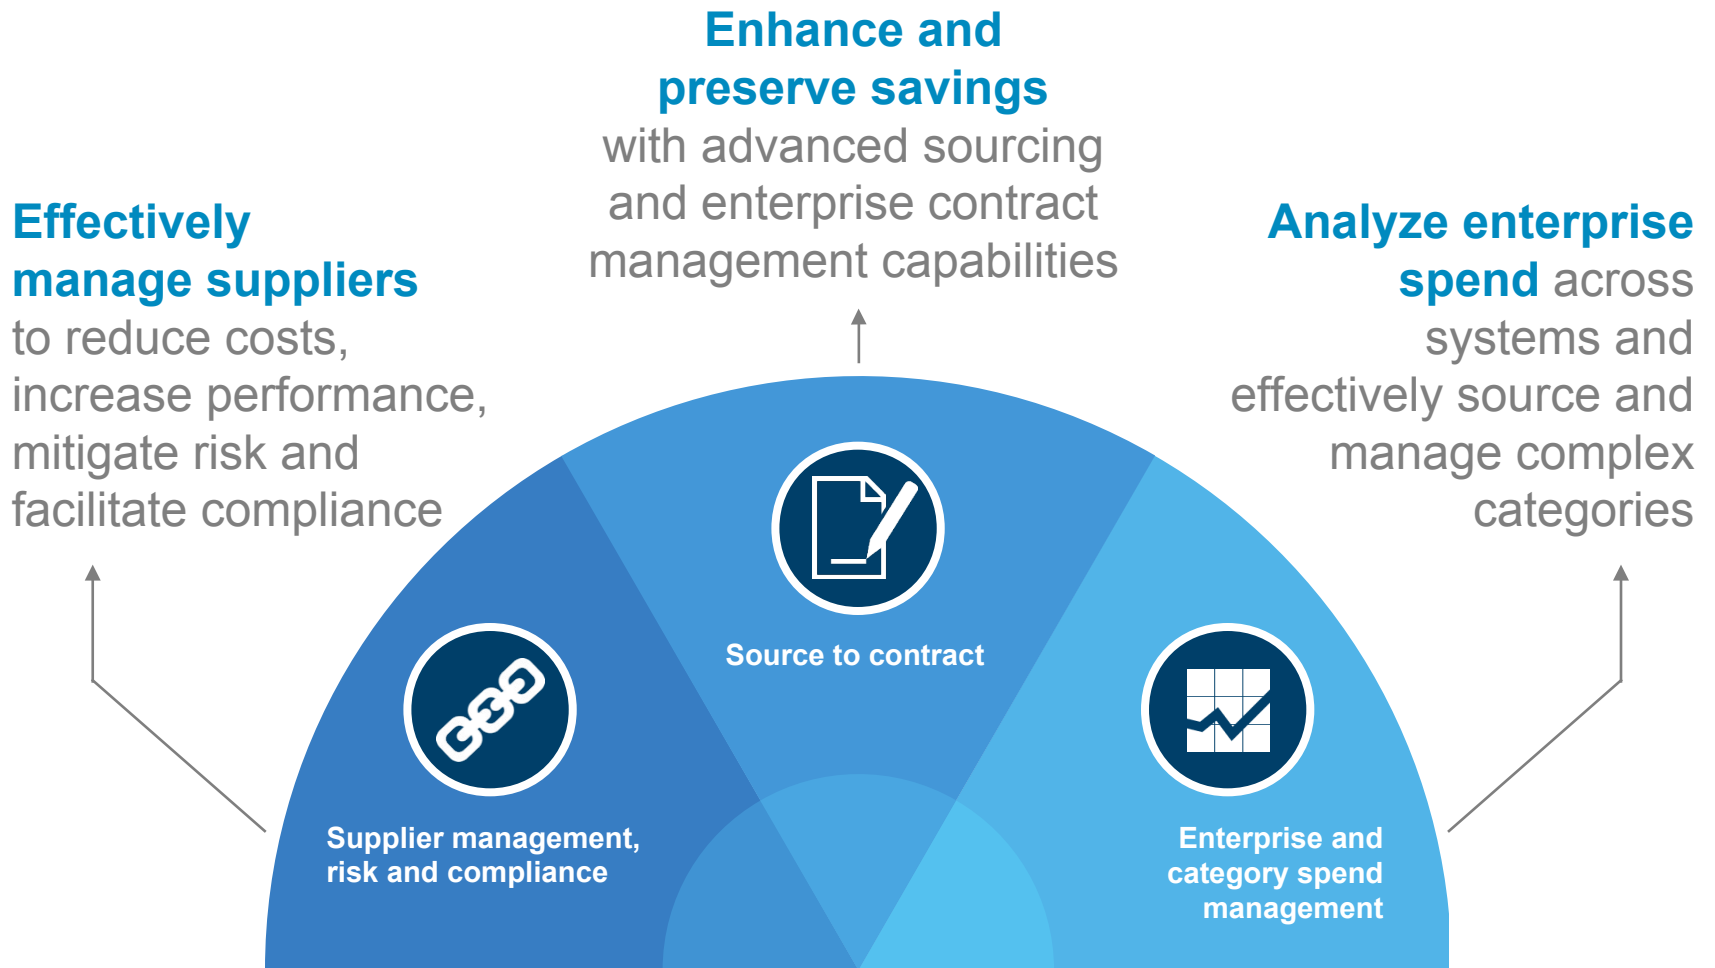 Enhance and
preserve savings
with advanced sourcing
and enterprise contract
management capabilities
Effectively
manage suppliers
to reduce costs,
increase performance,
mitigate risk and
facilitate compliance
Analyze enterprise
spend across
systems and
effectively source and
manage complex
categories
Source to contract
Supplier management,
risk and compliance
Enterprise and
category spend
management